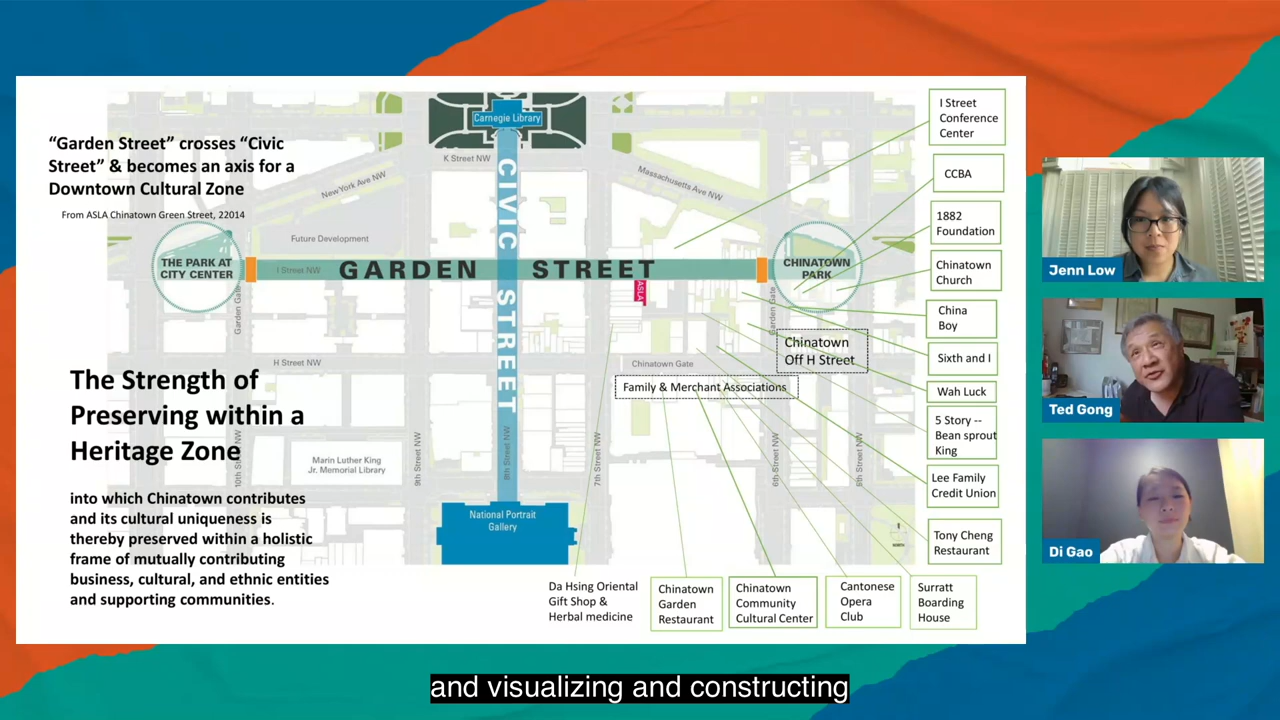 “Garden Street” crosses “Civic
Street” & becomes an axis for a
Downtown Cultural Zone
From ASLA Chinatown Green Street, 22014
The Strength of
Preserving within a
Heritage Zone
into which Chinatown contributes
and its cultural uniqueness is
thereby preserved within a holistic
frame of mutually contributing
business, cultural, and ethnic entities
and supporting communities.
Carnegie Library
K Street NW
New York Ave NW
Massachusetts Ave NW
Future Development
THE PARK AT
CITY CENTER
I Street NW
GARDEN STREET
CIVIC STREET
CHINATOWN
PARK
ASLA
Garden Gate
Garden Gate
H Street NW
Chinatown Gate
Chinatown
Off H Street
Family & Merchant Associations
Marin Luther King
Jr. Memorial Library
10th Street NW
9th Street NW
8th Street NW
7th Street NW
6th Street NW
5th Street NW
National Portrait
Gallery
NORTH
I Street
Conference
Center
CCBA
1882
Foundation
Chinatown
Church
China
Boy
Sixth and I
Wah Luck
5 Story --
Bean sprout
King
Lee Family
Credit Union
Tony Cheng
Restaurant
Da Hsing Oriental
Gift Shop &
Herbal medicine
Chinatown
Garden
Restaurant
Chinatown
Community
Cultural Center
Cantonese
Opera
Club
Surratt
Boarding
House
Jenn Low
Ted Gong
Di Gao
and visualizing and constructing